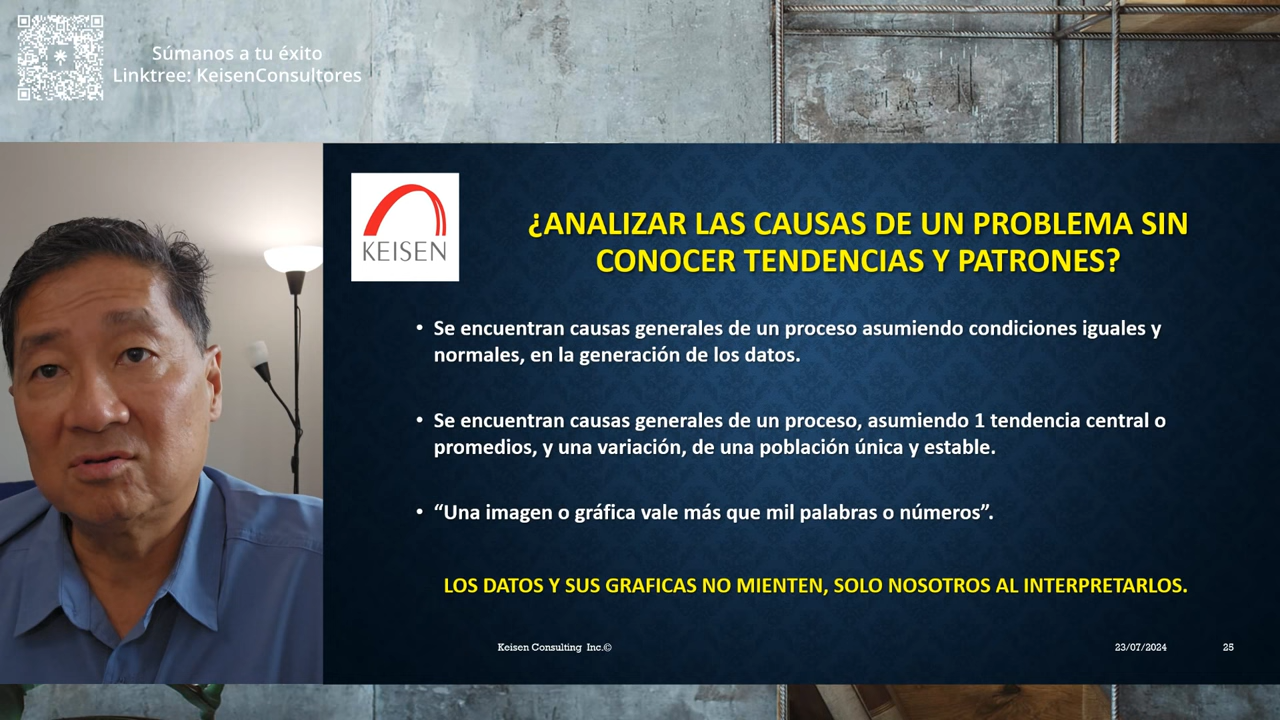 Súmanos a tu éxito
Linktree: KeisenConsultores
KEISEN
¿ANALIZAR LAS CAUSAS DE UN PROBLEMA SIN
CONOCER TENDENCIAS Y PATRONES?
• Se encuentran causas generales de un proceso asumiendo condiciones iguales y
normales, en la generación de los datos.
• Se encuentran causas generales de un proceso, asumiendo 1 tendencia central o
promedios, y una variación, de una población única y estable.
• “Una imagen o gráfica vale más que mil palabras o números”.
LOS DATOS Y SUS GRAFICAS NO MIENTEN, SOLO NOSOTROS AL INTERPRETARLOS.
Keisen Consulting Inc.©
23/07/2024
25